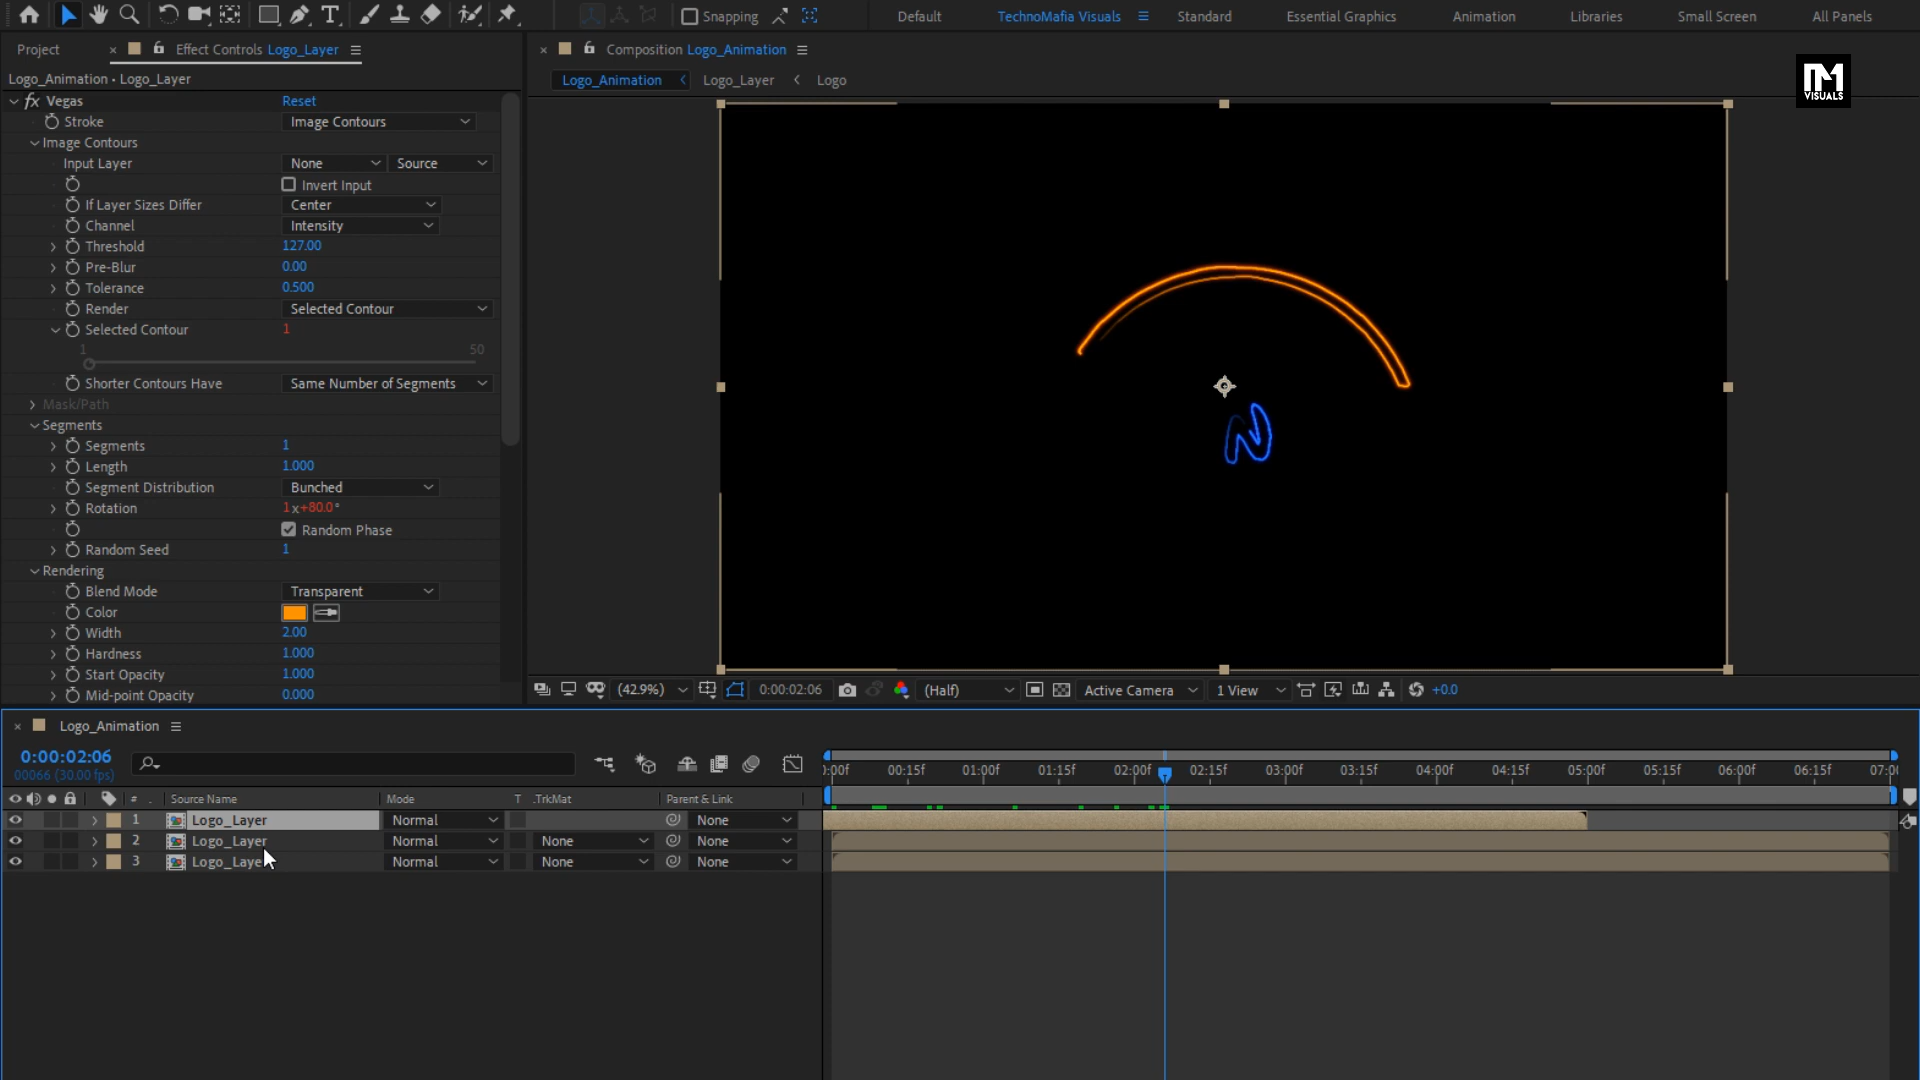 Snapping
Default
TechnoMafia Visuals
Standard
Essential Graphics
Animation
Libraries
Small Screen
All Panels
Project
Effect Controls Logo_Layer
Composition Logo_Animation
Logo_Animation • Logo_Layer
Logo_Animation
Logo_Layer
Logo
VISUALS
fx Vegas Reset
Stroke Image Contours
Image Contours
Input Layer None Source
Invert Input
If Layer Sizes Differ Center
Channel Intensity
Threshold 127.00
Pre-Blur 0.00
Tolerance 0.500
Render Selected Contour
Selected Contour 1
1 50
Shorter Contours Have Same Number of Segments
Mask/Path
Segments
Segments 1
Length 1.000
Segment Distribution Bunched
Rotation 1x+80.0°
Random Phase
Random Seed 1
Rendering
Blend Mode Transparent
Color
Width 2.00
Hardness 1.000
Start Opacity 1.000
Mid-point Opacity 0.000
(42.9%) 0:00:02:06 (Half) Active Camera 1 View +0.0
Logo_Animation
0:00:02:06
00066 (30.00 fps)
:00f 00:15f 01:00f 01:15f 02:00f 02:15f 03:00f 03:15f 04:00f 04:15f 05:00f 05:15f 06:00f 06:15f 07:00
# Source Name Mode T .TrkMat Parent & Link
1 Logo_Layer Normal None
2 Logo_Layer Normal None None
3 Logo_Layer Normal None None